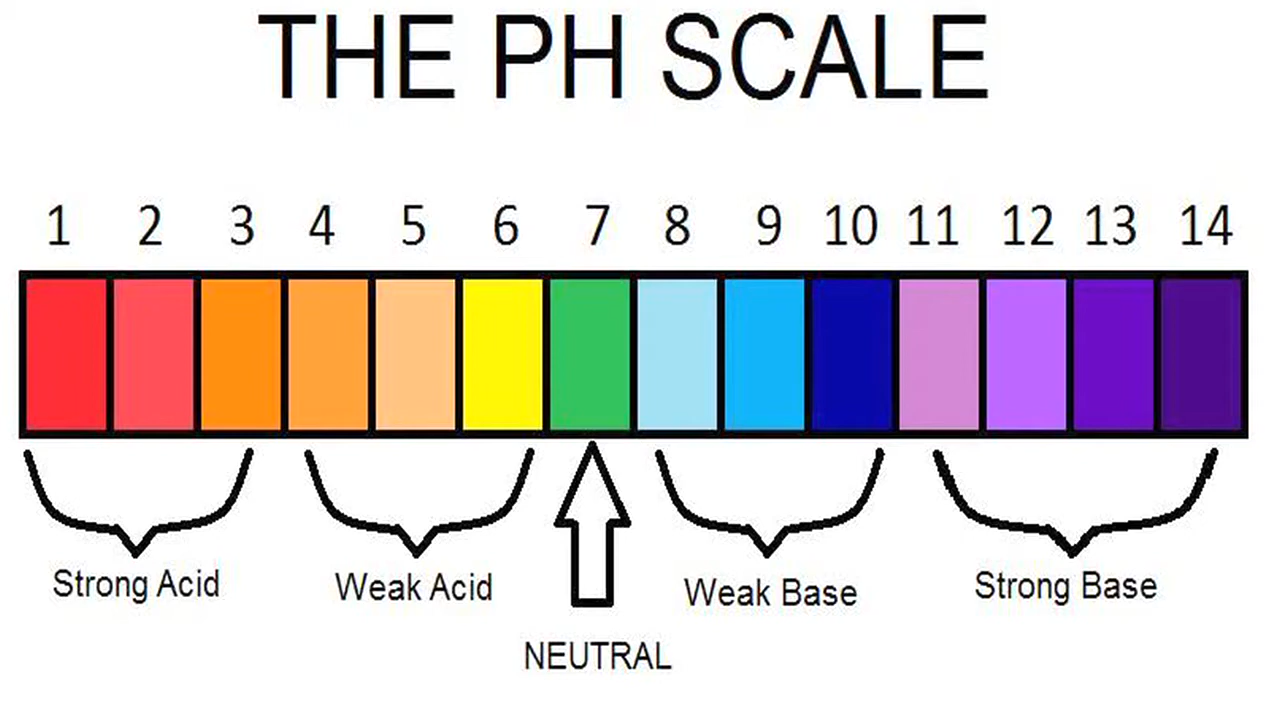 THE PH SCALE
1 2 3 4 5 6 7 8 9 10 11 12 13 14
Strong Acid Weak Acid Weak Base Strong Base
NEUTRAL